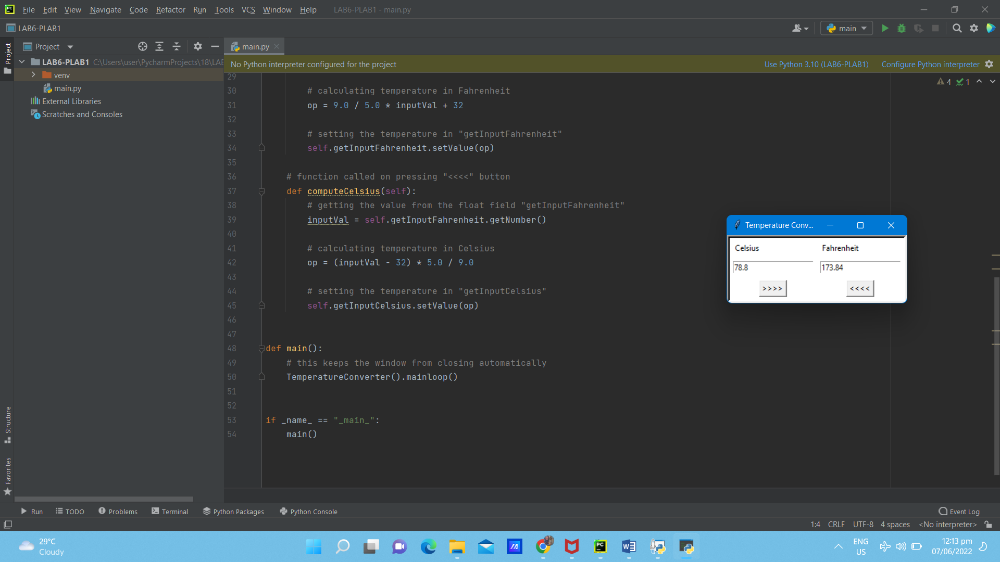 File Edit View Navigate Code Refactor Run Tools VCS Window Help LAB6-PLAB1 - main.py
LAB6-PLAB1
main
Project
Project
main.py
LAB6-PLAB1 C:\Users\user\PycharmProjects\18\LAB
venv
main.py
External Libraries
Scratches and Consoles
No Python interpreter configured for the project
Use Python 3.10 (LAB6-PLAB1) Configure Python interpreter
4 1
29
30 # calculating temperature in Fahrenheit
31 op = 9.0 / 5.0 * inputVal + 32
32
33 # setting the temperature in "getInputFahrenheit"
34 self.getInputFahrenheit.setValue(op)
35
36 # function called on pressing "<<<<" button
37 def computeCelsius(self):
38 # getting the value from the float field "getInputFahrenheit"
39 inputVal = self.getInputFahrenheit.getNumber()
40
41 # calculating temperature in Celsius
42 op = (inputVal - 32) * 5.0 / 9.0
43
44 # setting the temperature in "getInputCelsius"
45 self.getInputCelsius.setValue(op)
46
47
48 def main():
49 # this keeps the window from closing automatically
50 TemperatureConverter().mainloop()
51
52
53 if _name_ == "_main_":
54 main()
Temperature Conv...
Celsius Fahrenheit
78.8 173.84
>>>> <<<<
Structure
Favorites
Run TODO Problems Terminal Python Packages Python Console Event Log
1:4 CRLF UTF-8 4 spaces <No interpreter>
29°C
Cloudy
PC
ENG
US
12:13 pm
07/06/2022